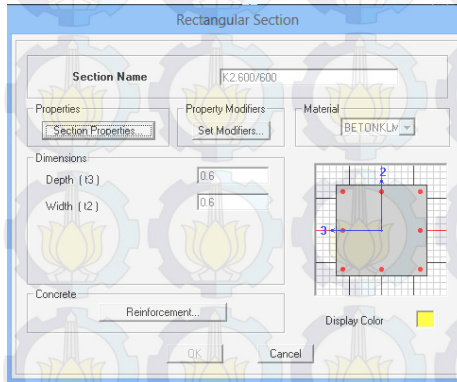 Rectangular Section
Section Name K2 600/600
Properties Property Modifiers Material
Section Properties... Set Modifiers... BETONKLM
Dimensions
Depth ( t3 ) 0.6
Width ( t2 ) 0.6
2
3
Concrete
Reinforcement...
Display Color
OK Cancel